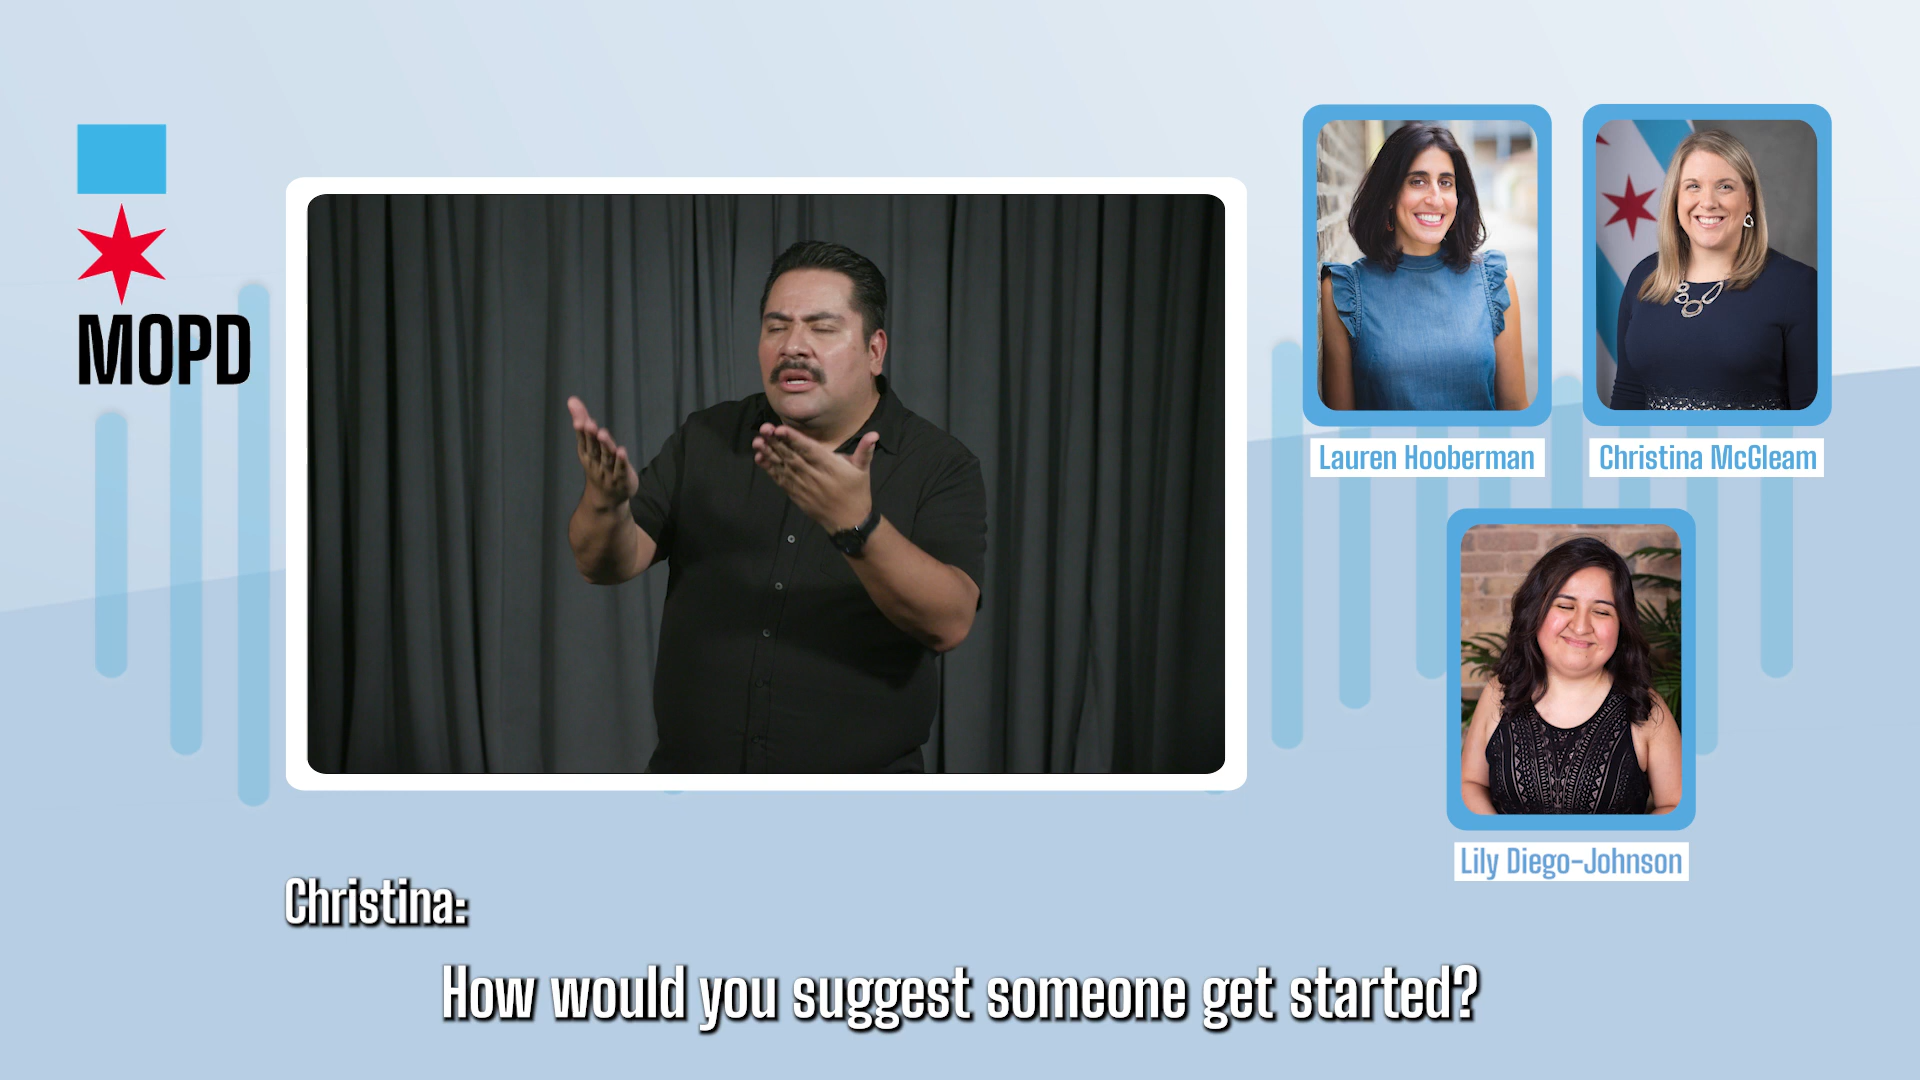 MOPD
Lauren Hooberman
Christina McGleam
Lily Diego-Johnson
Christina:
How would you suggest someone get started?